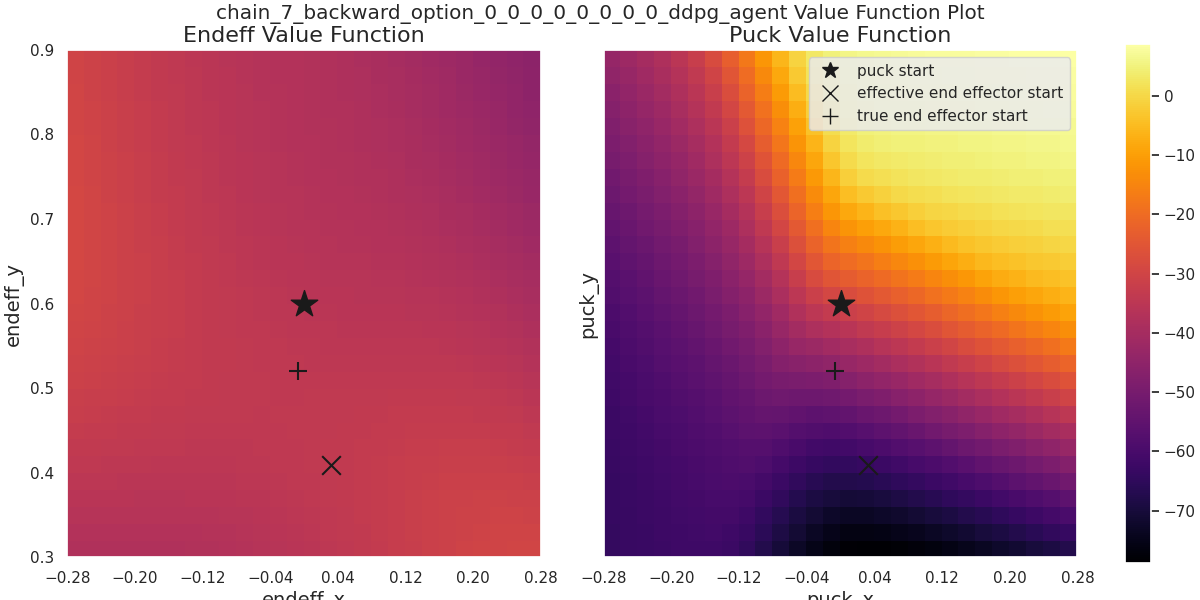 chain_7_backward_option_0_0_0_0_0_0_0_0_ddpg_agent Value Function Plot
Endeff Value Function
Puck Value Function
0.9
0.8
0.7
0.6
0.5
0.4
0.3
endeff_y
−0.28 −0.20 −0.12 −0.04 0.04 0.12 0.20 0.28
endeff_x
puck_y
puck start
effective end effector start
true end effector start
−0.28 −0.20 −0.12 −0.04 0.04 0.12 0.20 0.28
puck_x
0
−10
−20
−30
−40
−50
−60
−70